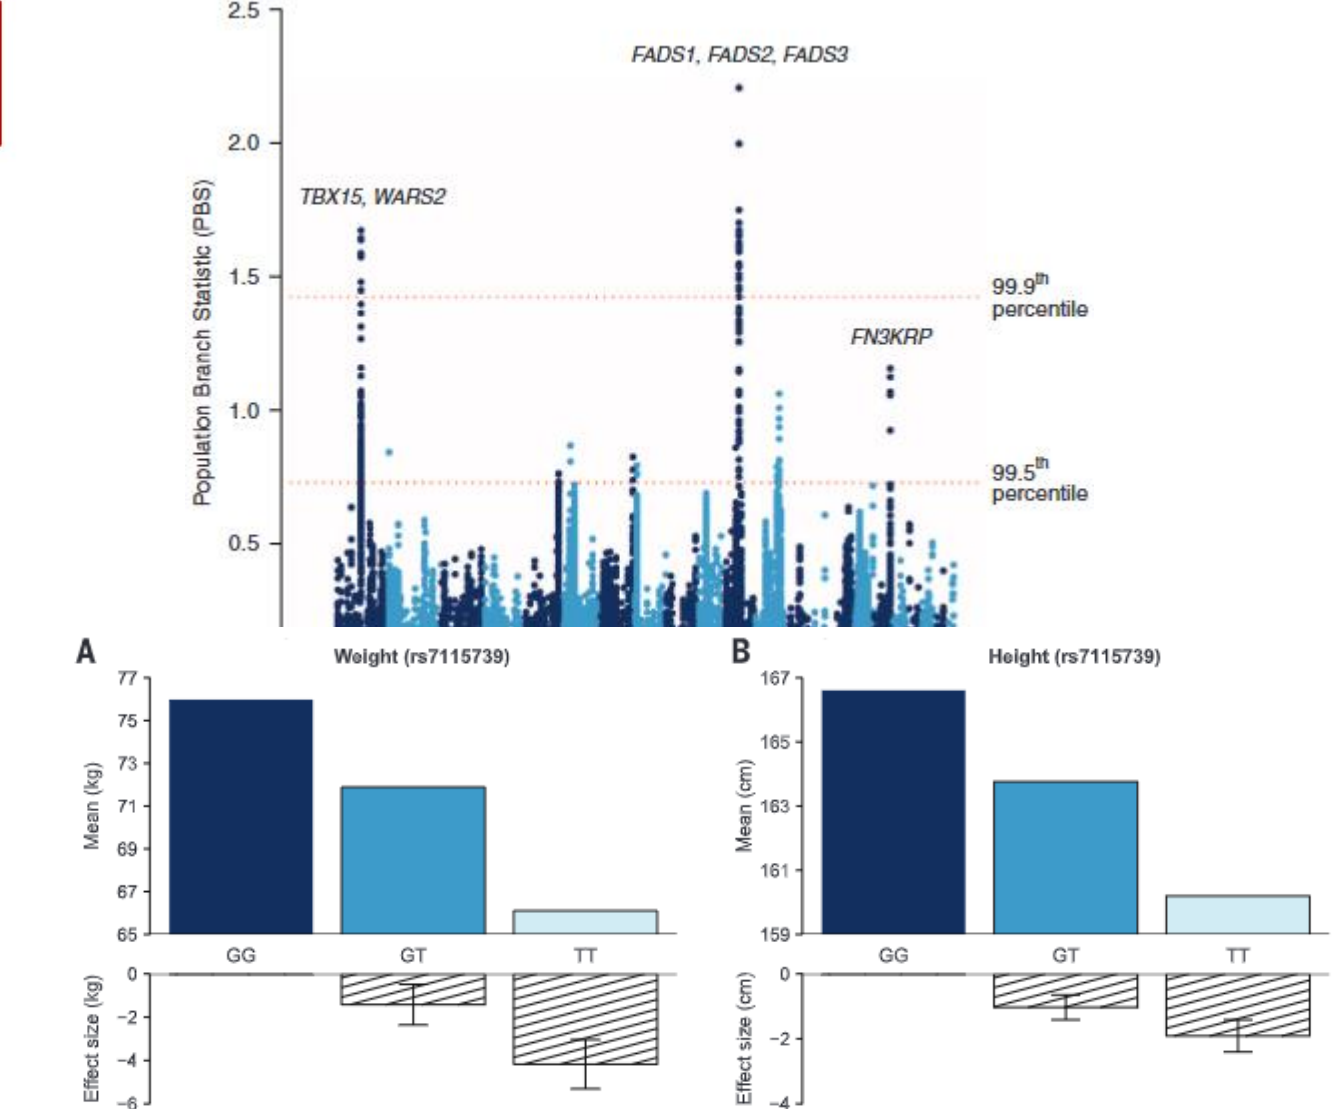 2.5
FADS1, FADS2, FADS3
2.0
TBX15, WARS2
Population Branch Statistic (PBS)
1.5
99.9th
percentile
FN3KRP
1.0
99.5th
percentile
0.5
A
Weight (rs7115739)
77
75
73
71
69
67
65
Mean (kg)
GG GT TT
0
−2
−4
−6
Effect size (kg)
B
Height (rs7115739)
167
165
163
161
159
Mean (cm)
GG GT TT
0
−2
−4
Effect size (cm)